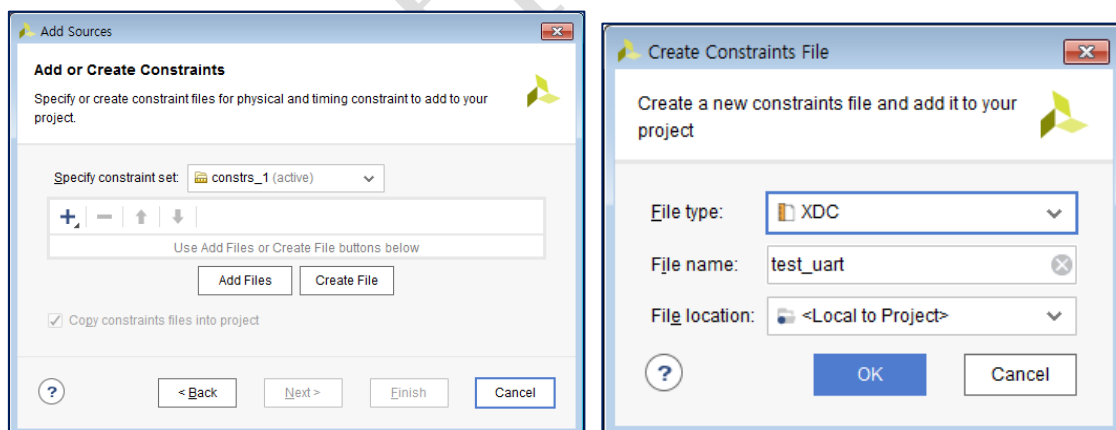 Add Sources
Add or Create Constraints
Specify or create constraint files for physical and timing constraint to add to your
project.
Specify constraint set: constrs_1 (active)
Use Add Files or Create File buttons below
Add Files Create File
Copy constraints files into project
? < Back Next > Finish Cancel
Create Constraints File
Create a new constraints file and add it to your
project
File type: XDC
File name: test_uart
File location: <Local to Project>
? OK Cancel